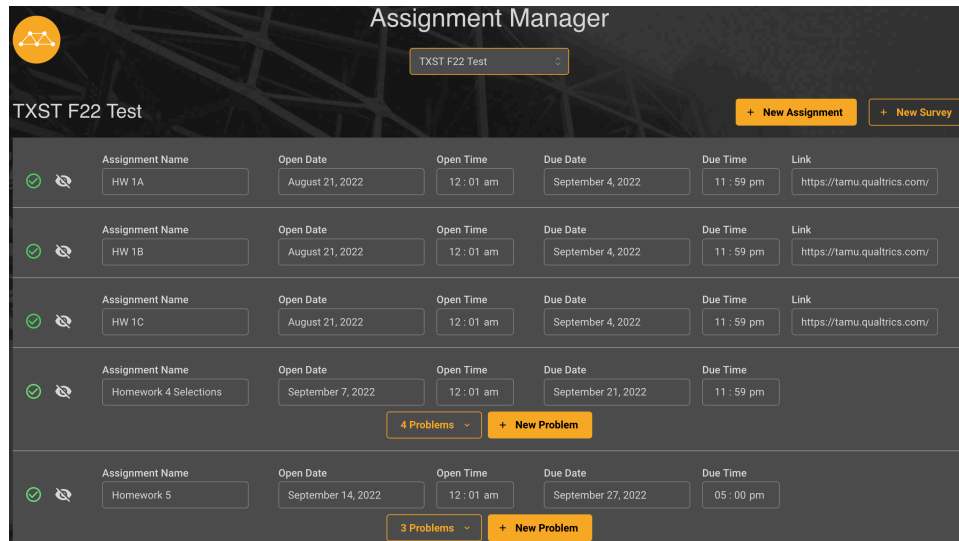 Assignment Manager
TXST F22 Test
TXST F22 Test
+ New Assignment
+ New Survey
Assignment Name Open Date Open Time Due Date Due Time Link
HW 1A August 21, 2022 12 : 01 am September 4, 2022 11 : 59 pm https://tamu.qualtrics.com/
Assignment Name Open Date Open Time Due Date Due Time Link
HW 1B August 21, 2022 12 : 01 am September 4, 2022 11 : 59 pm https://tamu.qualtrics.com/
Assignment Name Open Date Open Time Due Date Due Time Link
HW 1C August 21, 2022 12 : 01 am September 4, 2022 11 : 59 pm https://tamu.qualtrics.com/
Assignment Name Open Date Open Time Due Date Due Time
Homework 4 Selections September 7, 2022 12 : 01 am September 21, 2022 11 : 59 pm
4 Problems + New Problem
Assignment Name Open Date Open Time Due Date Due Time
Homework 5 September 14, 2022 12 : 01 am September 27, 2022 05 : 00 pm
3 Problems + New Problem